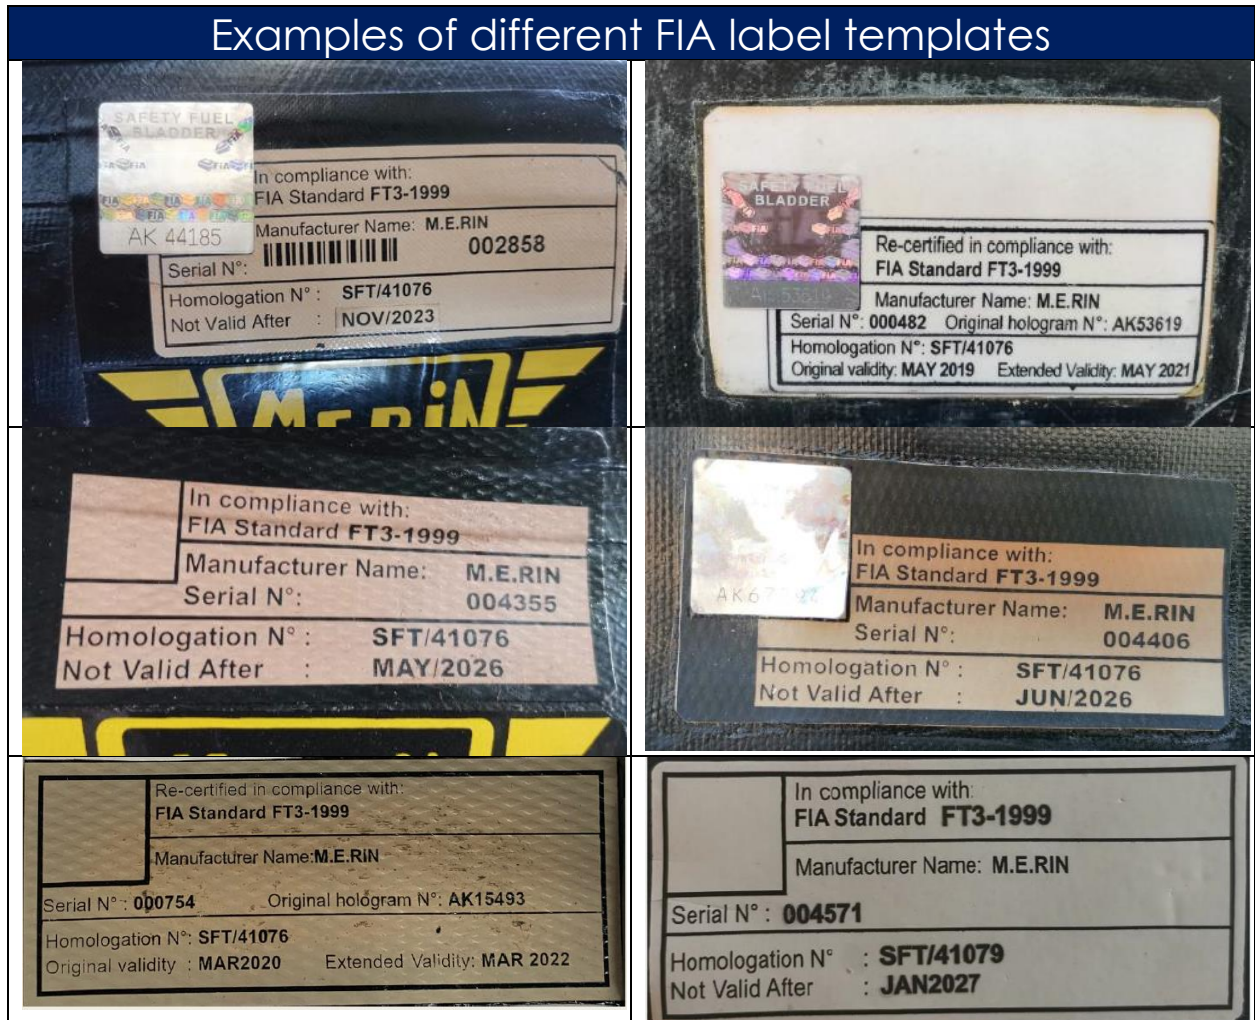 Examples of different FIA label templates
SAFETY FUEL
BLADDER
AK 44185
In compliance with:
FIA Standard FT3-1999
Manufacturer Name: M.E.RIN
Serial N°: 002858
Homologation N° : SFT/41076
Not Valid After : NOV/2023
M.E.RiN
SAFETY FUEL
BLADDER
AK 53619
Re-certified in compliance with:
FIA Standard FT3-1999
Manufacturer Name: M.E.RIN
Serial N°: 000482 Original hologram N°: AK53619
Homologation N°: SFT/41076
Original validity: MAY 2019 Extended Validity: MAY 2021
In compliance with:
FIA Standard FT3-1999
Manufacturer Name: M.E.RIN
Serial N°: 004355
Homologation N° : SFT/41076
Not Valid After : MAY/2026
In compliance with:
FIA Standard FT3-1999
Manufacturer Name: M.E.RIN
Serial N°: 004406
Homologation N° : SFT/41076
Not Valid After : JUN/2026
Re-certified in compliance with:
FIA Standard FT3-1999
Manufacturer Name:M.E.RIN
Serial N° : 000754 Original hologram N°: AK15493
Homologation N°: SFT/41076
Original validity : MAR2020 Extended Validity: MAR 2022
In compliance with:
FIA Standard FT3-1999
Manufacturer Name: M.E.RIN
Serial N° : 004571
Homologation N° : SFT/41079
Not Valid After : JAN2027